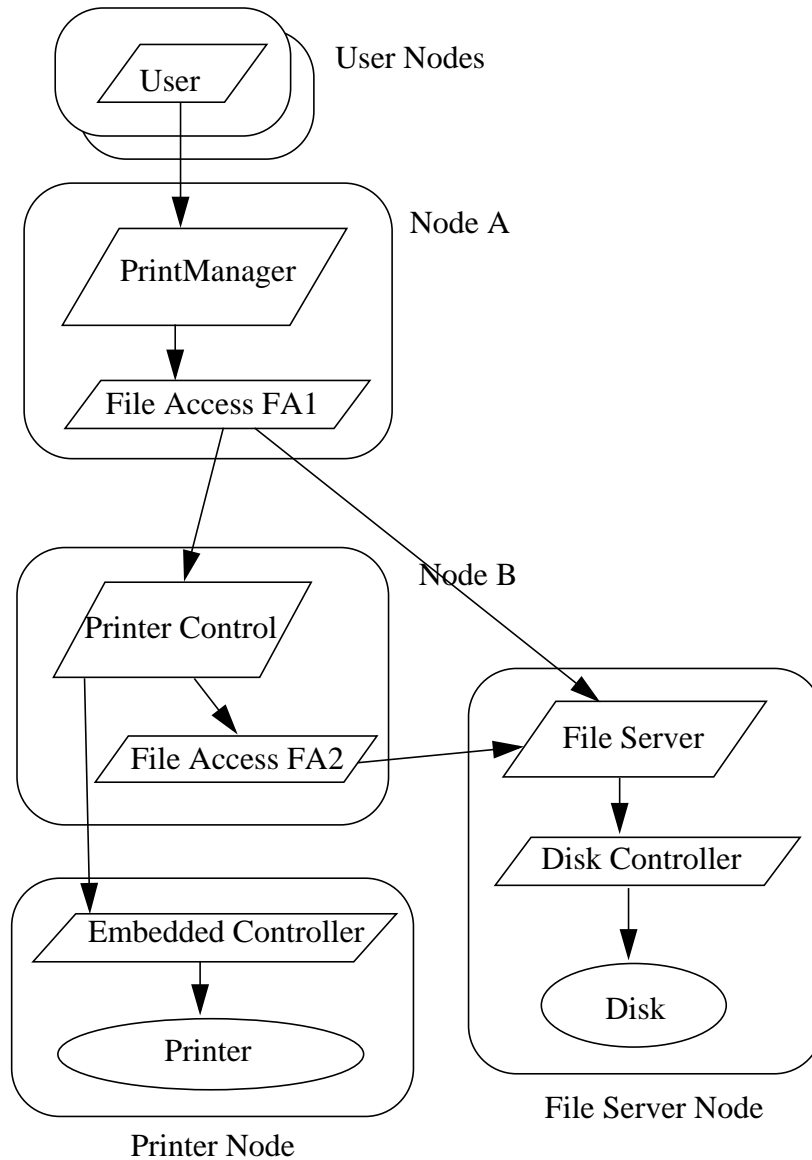 User Nodes
User
Node A
PrintManager
File Access FA1
Node B
Printer Control
File Server
File Access FA2
Disk Controller
Embedded Controller
Disk
Printer
File Server Node
Printer Node